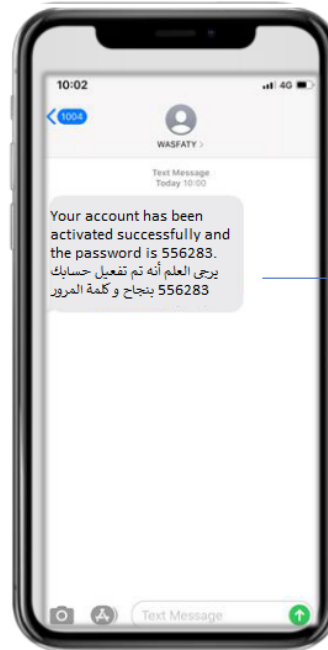 10:02
4G
1004
WASFATY >
Text Message
Today 10:00
Your account has been
activated successfully and
the password is 556283.
يرجى العلم أنه تم تفعيل حسابك
بنجاح و كلمة المرور 556283
Text Message